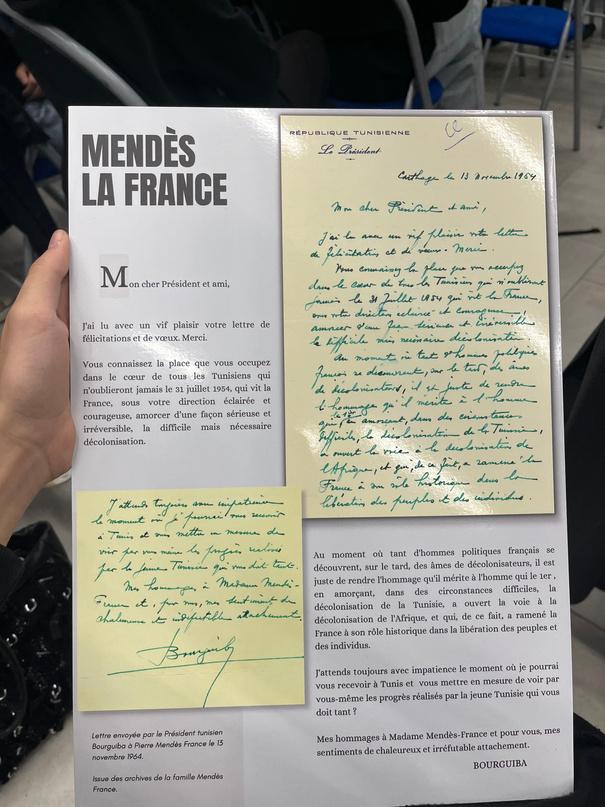 MENDÈS
LA FRANCE
Mon cher Président et ami,
J'ai lu avec un vif plaisir votre lettre de
félicitations et de vœux. Merci.
Vous connaissez la place que vous occupez
dans le cœur de tous les Tunisiens qui
n'oublieront jamais le 31 juillet 1954, qui vit la
France, sous votre direction éclairée et
courageuse, amorcer d'une façon sérieuse et
irréversible, la difficile mais nécessaire
décolonisation.
RÉPUBLIQUE TUNISIENNE
Le Président
Carthage le 13 Novembre 1964
Mon cher Président et ami,
J'ai lu avec un vif plaisir votre lettre
de félicitations et de vœux. Merci.
Vous connaissez la place que vous occupez
dans le cœur de tous les Tunisiens qui n'oublieront
jamais le 31 Juillet 1954 qui vit la France,
sous votre direction éclairée et courageuse,
amorcer d'une façon sérieuse et irréversible
la difficile mais nécessaire décolonisation.
Au moment où tant d'hommes politiques
français se découvrent, sur le tard, des âmes
de décolonisateurs, il est juste de rendre
l'hommage qu'il mérite à l'homme
qui le 1er, en amorçant, dans des circonstances
difficiles, la décolonisation de la Tunisie,
a ouvert la voie à la décolonisation de
l'Afrique, et qui, de ce fait, a ramené la
France à son rôle historique dans la
libération des peuples et des individus.
J'attends toujours avec impatience
le moment où je pourrai vous recevoir
à Tunis et vous mettre en mesure de
voir par vous même les progrès réalisés
par la jeune Tunisie qui vous doit tant.
Mes hommages à Madame Mendès-
France et, pour vous, mes sentiments de
chaleureux et indéfectible attachement.
Bourguiba
Au moment où tant d'hommes politiques français se
découvrent, sur le tard, des âmes de décolonisateurs, il est
juste de rendre l'hommage qu'il mérite à l'homme qui le 1er ,
en amorçant, dans des circonstances difficiles, la
décolonisation de la Tunisie, a ouvert la voie à la
décolonisation de l'Afrique, et qui, de ce fait, a ramené la
France à son rôle historique dans la libération des peuples et
des individus.
J'attends toujours avec impatience le moment où je pourrai
vous recevoir à Tunis et vous mettre en mesure de voir par
vous-même les progrès réalisés par la jeune Tunisie qui vous
doit tant ?
Mes hommages à Madame Mendès-France et pour vous, mes
sentiments de chaleureux et irréfutable attachement.
BOURGUIBA
Lettre envoyée par le Président tunisien
Bourguiba à Pierre Mendès France le 13
novembre 1964.
Issue des archives de la famille Mendès
France.